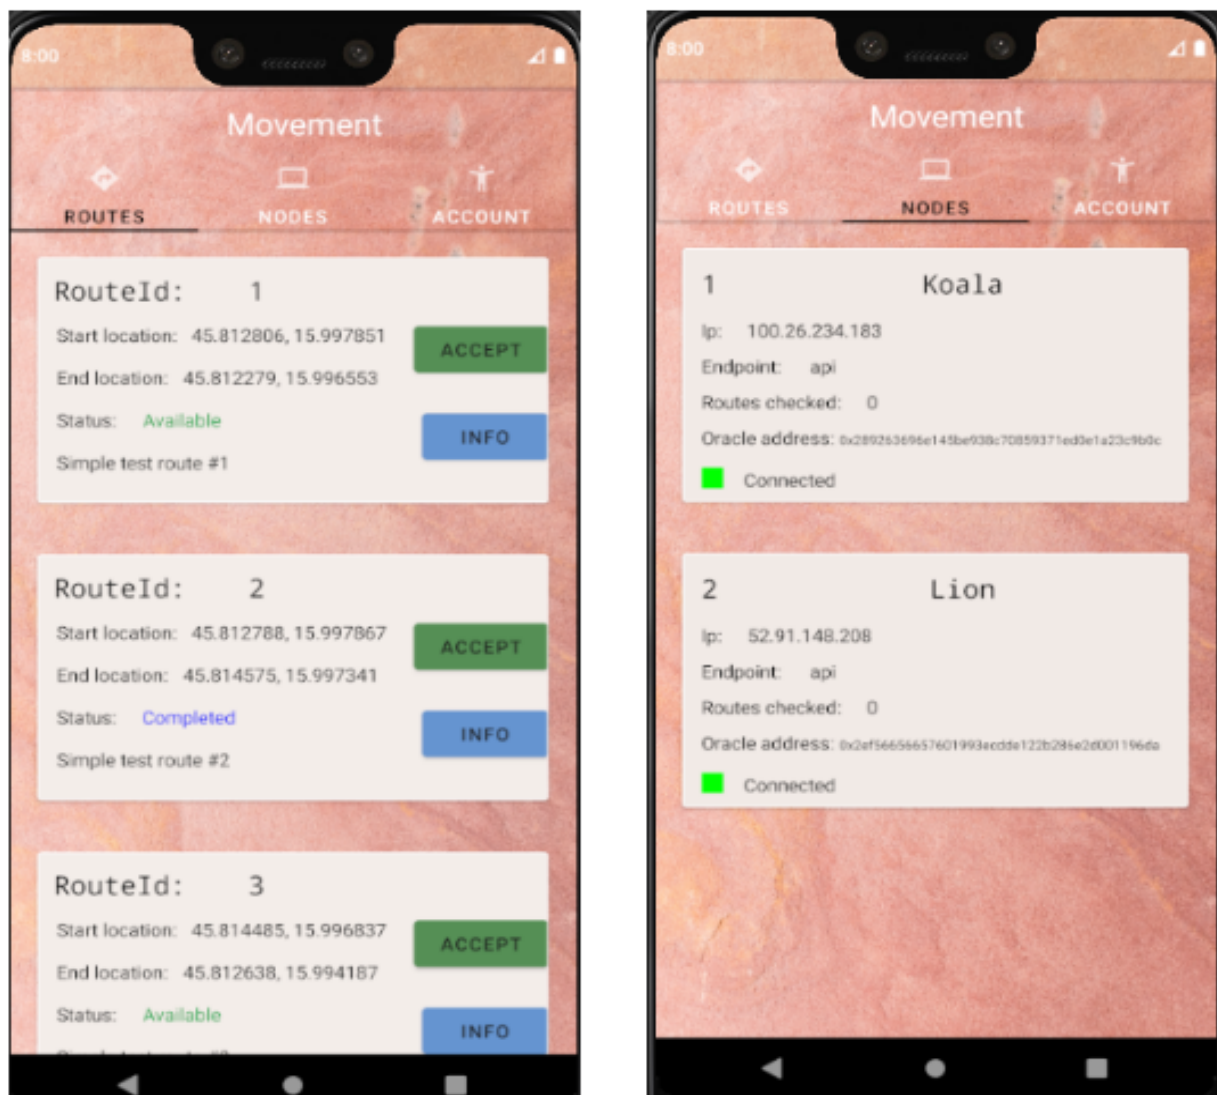 8:00
Movement
ROUTES NODES ACCOUNT
RouteId: 1
Start location: 45.812806, 15.997851
ACCEPT
End location: 45.812279, 15.996553
Status: Available
INFO
Simple test route #1
RouteId: 2
Start location: 45.812788, 15.997867
ACCEPT
End location: 45.814575, 15.997341
Status: Completed
INFO
Simple test route #2
RouteId: 3
Start location: 45.814485, 15.996837
ACCEPT
End location: 45.812638, 15.994187
Status: Available
INFO
8:00
Movement
ROUTES NODES ACCOUNT
1 Koala
Ip: 100.26.234.183
Endpoint: api
Routes checked: 0
Oracle address:
Connected
2 Lion
Ip: 52.91.148.208
Endpoint: api
Routes checked: 0
Oracle address:
Connected